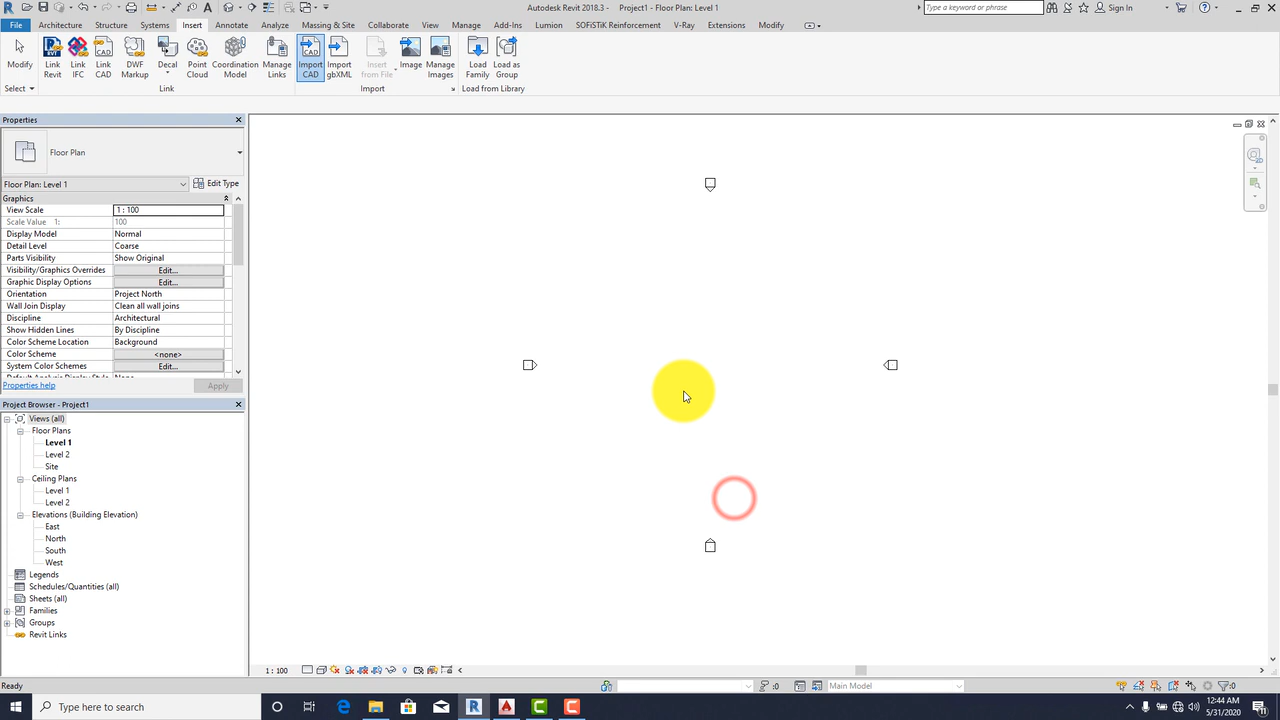 Autodesk Revit 2018.3 - Project1 - Floor Plan: Level 1
Type a keyword or phrase
Sign In
File Architecture Structure Systems Insert Annotate Analyze Massing & Site Collaborate View Manage Add-Ins Lumion SOFiSTiK Reinforcement V-Ray Extensions Modify
Modify
Link Revit
Link IFC
Link CAD
DWF Markup
Decal
Point Cloud
Coordination Model
Manage Links
Import CAD
Import gbXML
Insert from File
Image
Manage Images
Load Family
Load as Group
Select Link Import Load from Library
Properties
Floor Plan
Floor Plan: Level 1 Edit Type
Graphics
View Scale 1 : 100
Scale Value 1: 100
Display Model Normal
Detail Level Coarse
Parts Visibility Show Original
Visibility/Graphics Overrides Edit...
Graphic Display Options Edit...
Orientation Project North
Wall Join Display Clean all wall joins
Discipline Architectural
Show Hidden Lines By Discipline
Color Scheme Location Background
Color Scheme <none>
System Color Schemes Edit...
Properties help Apply
Project Browser - Project1
Views (all)
Floor Plans
Level 1
Level 2
Site
Ceiling Plans
Level 1
Level 2
Elevations (Building Elevation)
East
North
South
West
Legends
Schedules/Quantities (all)
Sheets (all)
Families
Groups
Revit Links
1 : 100
Ready
:0
Main Model
:0
Type here to search
12:44 AM
5/31/2020